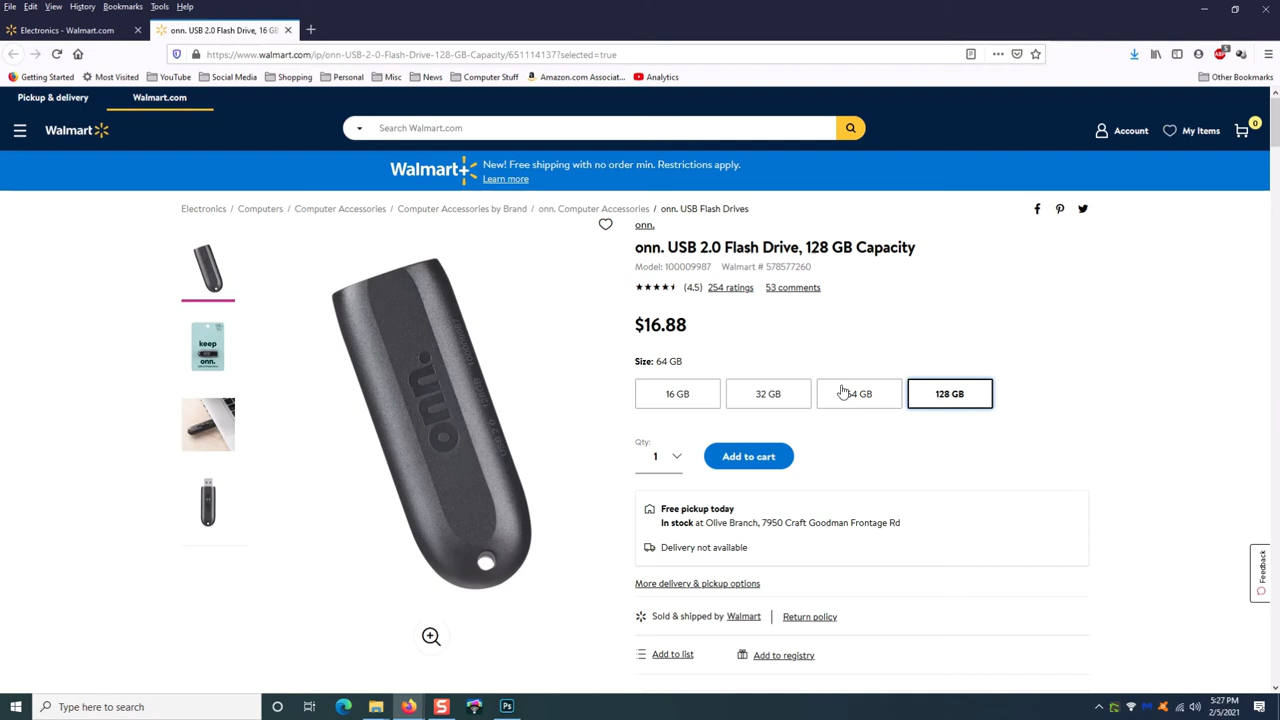 File Edit View History Bookmarks Tools Help
Electronics - Walmart.com
onn. USB 2.0 Flash Drive, 16 GB
https://www.walmart.com/ip/onn-USB-2-0-Flash-Drive-128-GB-Capacity/651114137?selected=true
Getting Started Most Visited YouTube Social Media Shopping Personal Misc News Computer Stuff Amazon.com Associat... Analytics Other Bookmarks
Pickup & delivery Walmart.com
Walmart
Search Walmart.com
Account My Items 0
Walmart+
New! Free shipping with no order min. Restrictions apply.
Learn more
Electronics / Computers / Computer Accessories / Computer Accessories by Brand / onn. Computer Accessories / onn. USB Flash Drives
onn.
onn. USB 2.0 Flash Drive, 128 GB Capacity
Model: 100009987 Walmart # 578577260
(4.5) 254 ratings 53 comments
$16.88
Size: 64 GB
16 GB 32 GB 64 GB 128 GB
Qty:
1
Add to cart
Free pickup today
In stock at Olive Branch, 7950 Craft Goodman Frontage Rd
Delivery not available
More delivery & pickup options
Sold & shipped by Walmart | Return policy
Add to list Add to registry
keep
onn.
onn.
Feedback
Type here to search
5:27 PM
2/5/2021